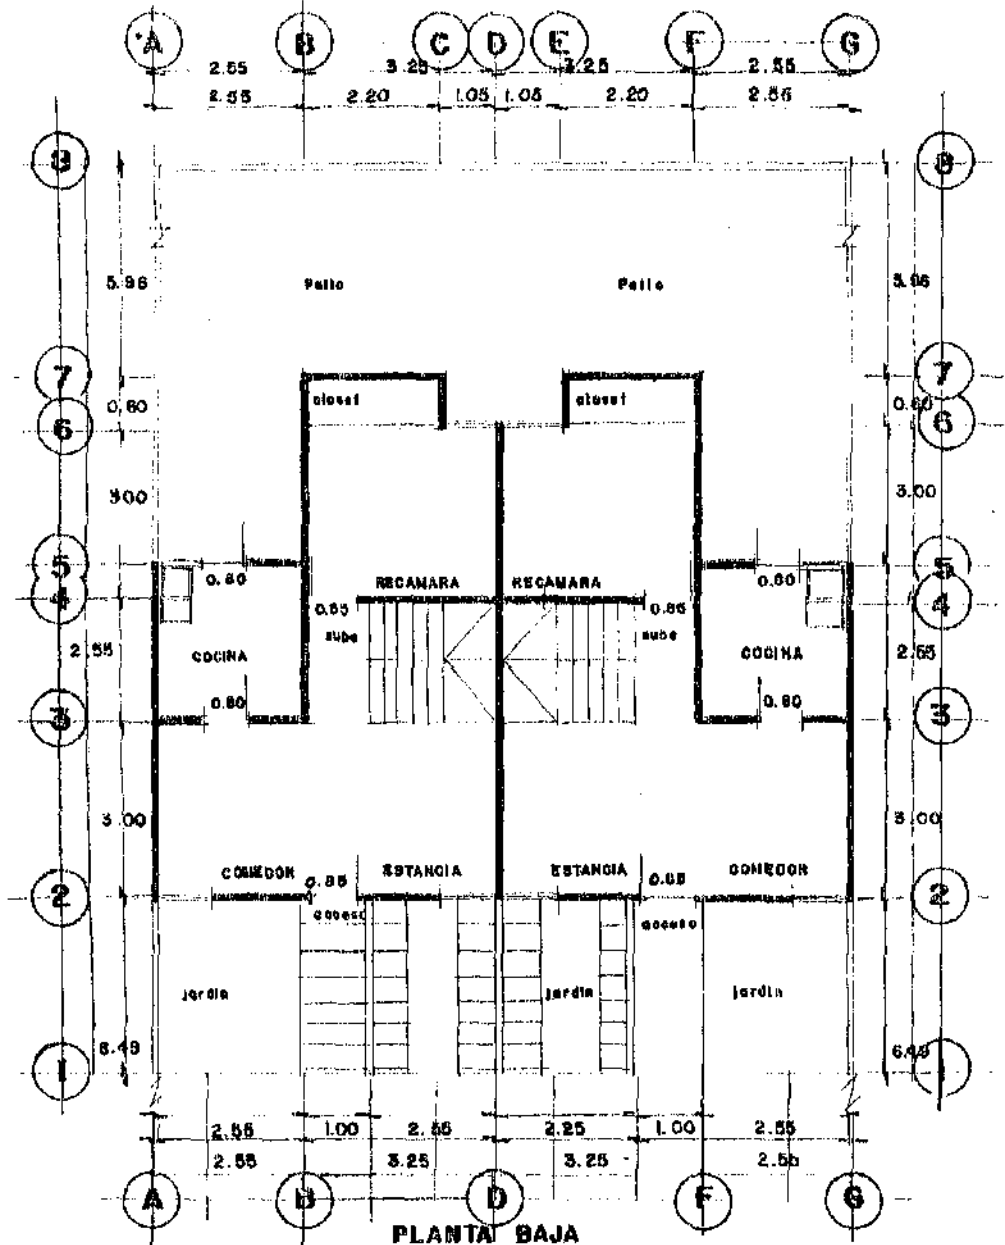 A B C D E F G
2.55 3.25 3.25 2.55
2.55 2.20 1.05 1.05 2.20 2.55
8 8
5.96 Patio Patio 5.96
7 7
0.60 closet closet 0.60
6 6
3.00 3.00
5 5
0.80 RECAMARA RECAMARA 0.80
4 4
0.85 0.85
sube sube
2.55 COCINA COCINA 2.55
0.80 0.80
3 3
3.00 3.00
COMEDOR 0.85 ESTANCIA ESTANCIA 0.85 COMEDOR
2 2
acceso acceso
jardin jardin jardin
6.49 6.49
1 1
2.55 1.00 2.25 1.00 2.55
2.55 3.25 3.25 2.55
A B D F G
PLANTA BAJA